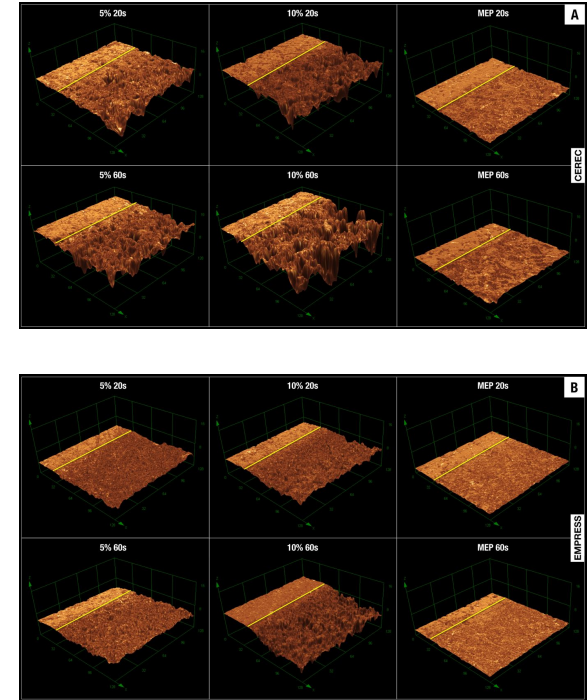 5% 20s
10% 20s
MEP 20s
A
5% 60s
10% 60s
MEP 60s
CEREC
5% 20s
10% 20s
MEP 20s
B
5% 60s
10% 60s
MEP 60s
EMPRESS